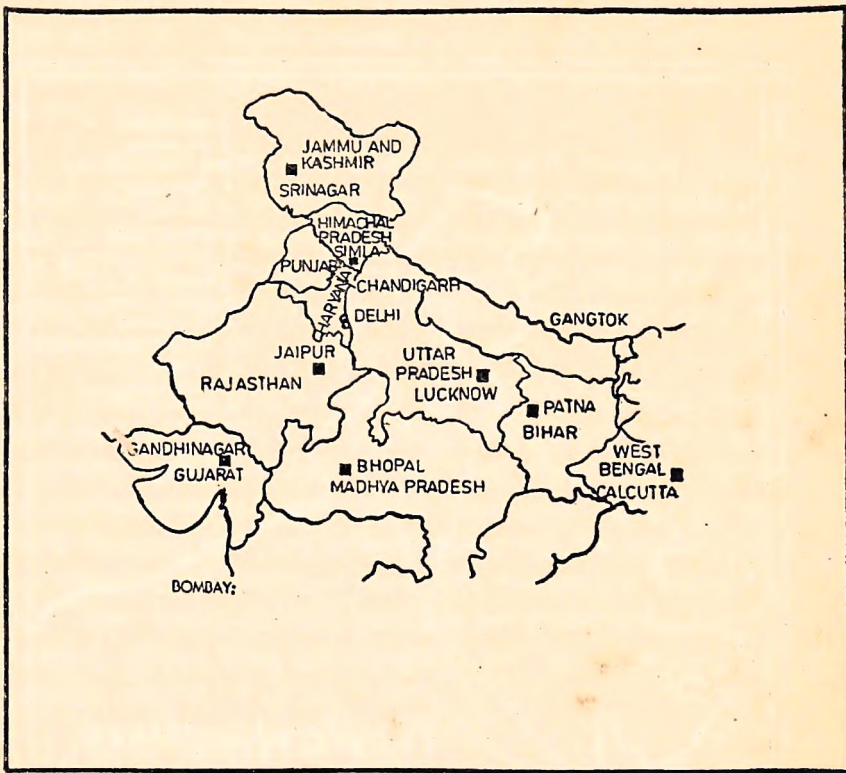 JAMMU AND
KASHMIR
SRINAGAR
HIMACHAL
PRADESH
SIMLA
PUNJAB
HARYANA
CHANDIGARH
DELHI
GANGTOK
JAIPUR
RAJASTHAN
UTTAR
PRADESH
LUCKNOW
PATNA
BIHAR
GANDHINAGAR
GUJARAT
BHOPAL
MADHYA PRADESH
WEST
BENGAL
CALCUTTA
BOMBAY: